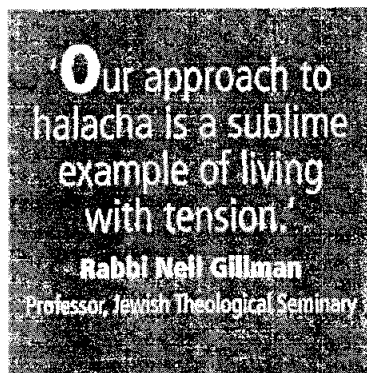 'Our approach to
halacha is a sublime
example of living
with tension.'
Rabbi Neil Gillman
Professor, Jewish Theological Seminary